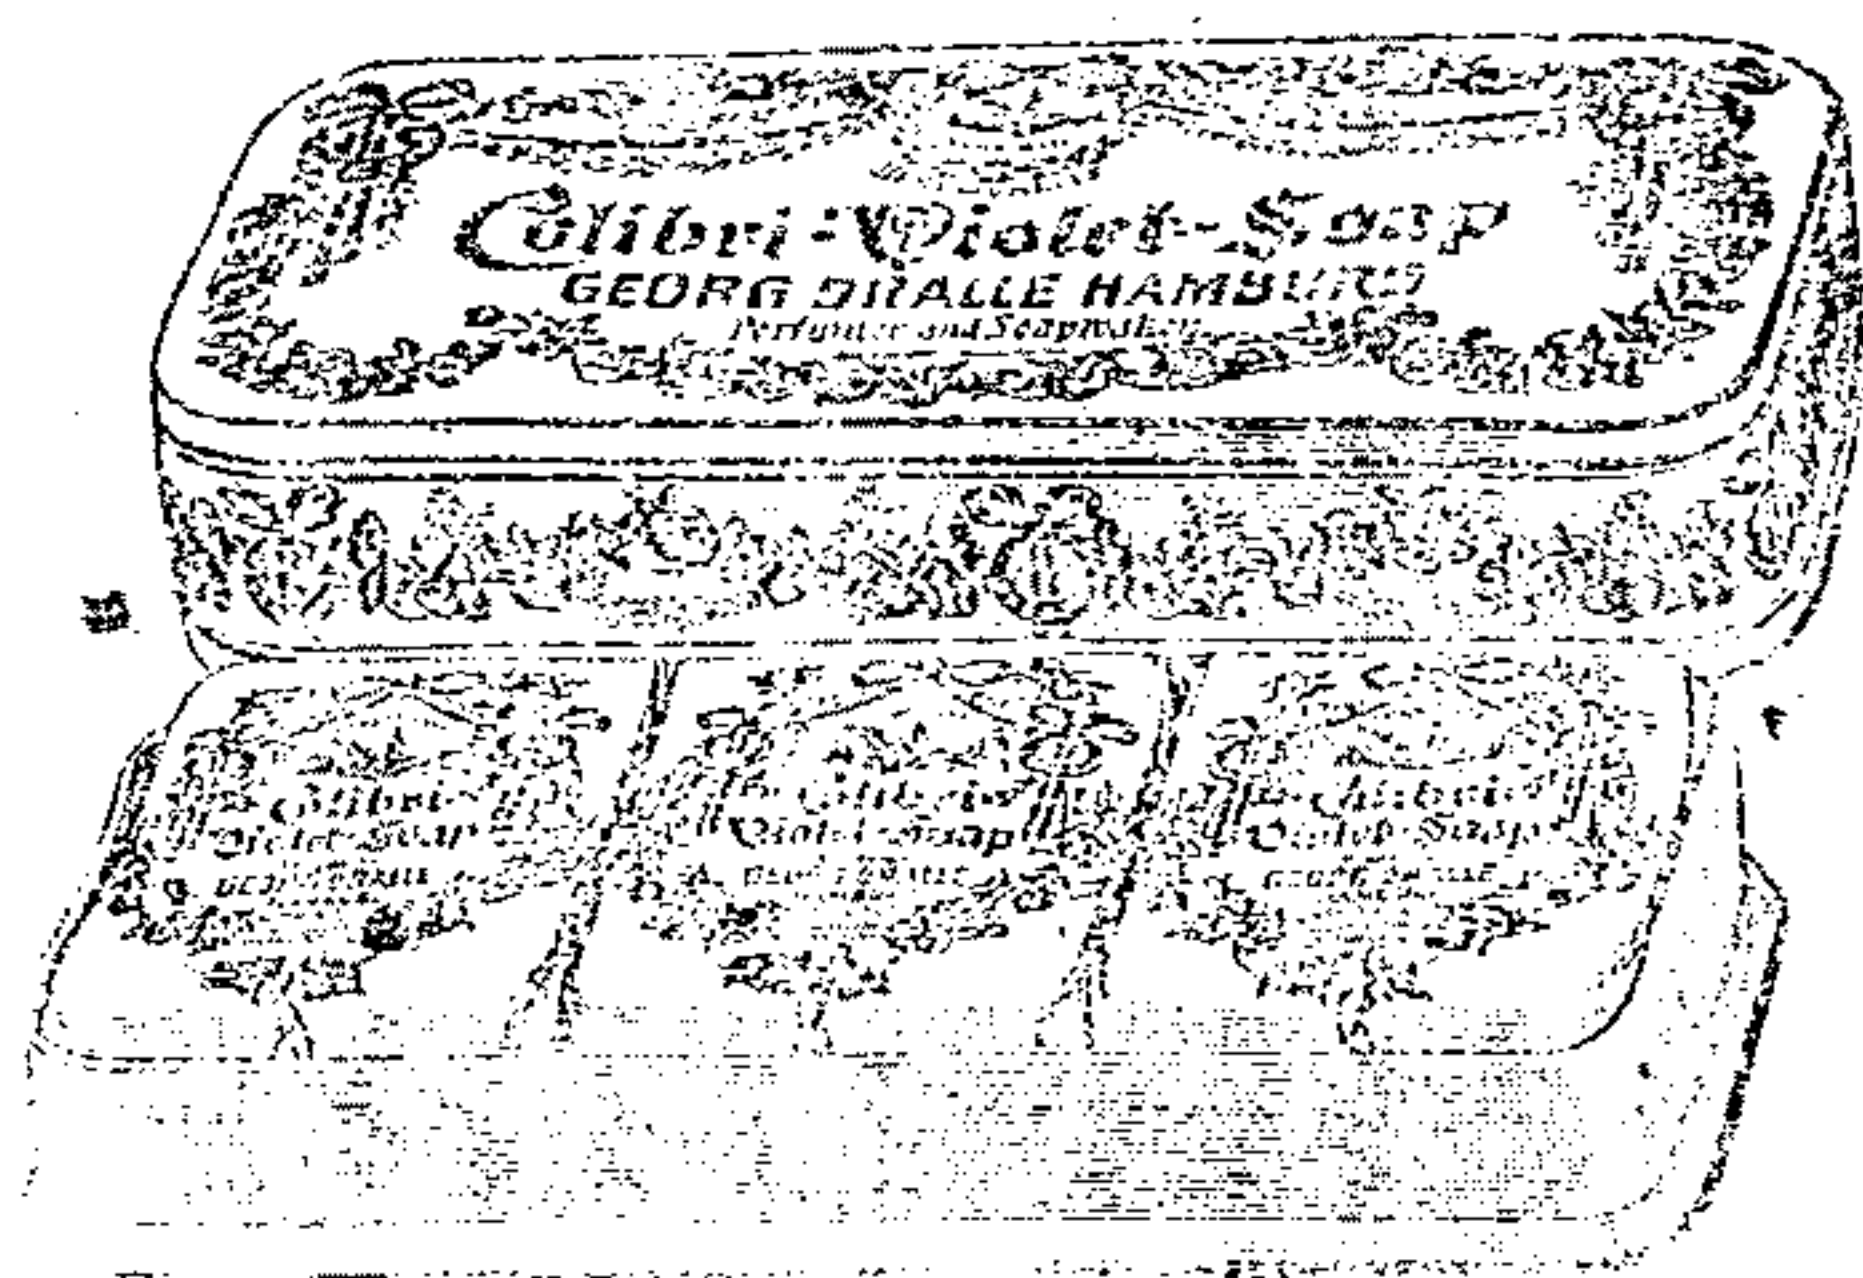 Colibri-Violet-Soap
GEORG DRALLE HAMBURG
Perfumer and Soapmaker
Colibri
Violet-Soap
Colibri
Violet-Soap
Colibri
Violet-Soap